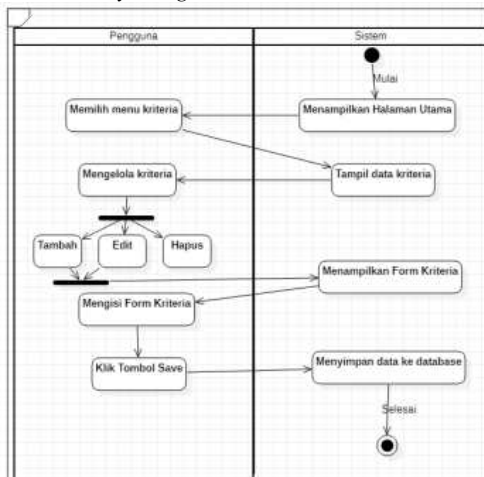 Pengguna
Sistem
Mulai
Memilih menu kriteria
Menampilkan Halaman Utama
Mengelola kriteria
Tampil data kriteria
Tambah
Edit
Hapus
Menampilkan Form Kriteria
Mengisi Form Kriteria
Klik Tombol Save
Menyimpan data ke database
Selesai